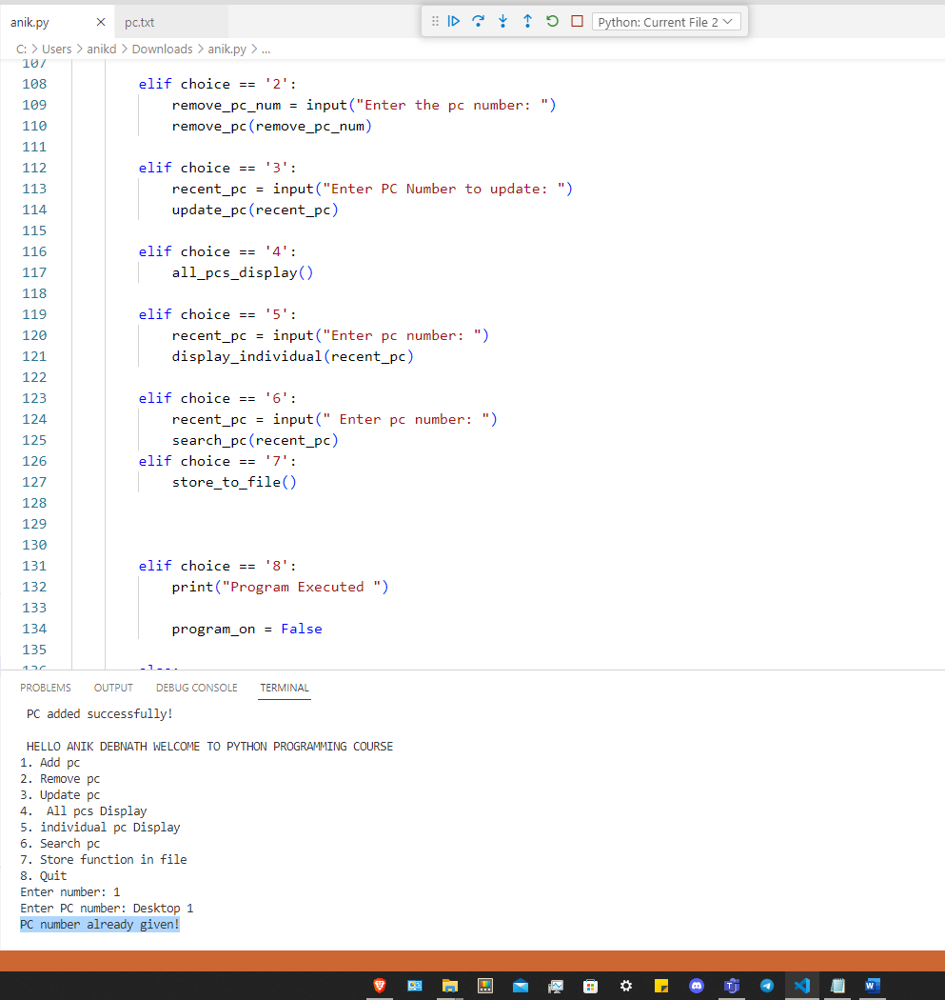 anik.py
pc.txt
Python: Current File 2
C: > Users > anikd > Downloads > anik.py > ...
107
108 elif choice == '2':
109 remove_pc_num = input("Enter the pc number: ")
110 remove_pc(remove_pc_num)
111
112 elif choice == '3':
113 recent_pc = input("Enter PC Number to update: ")
114 update_pc(recent_pc)
115
116 elif choice == '4':
117 all_pcs_display()
118
119 elif choice == '5':
120 recent_pc = input("Enter pc number: ")
121 display_individual(recent_pc)
122
123 elif choice == '6':
124 recent_pc = input(" Enter pc number: ")
125 search_pc(recent_pc)
126 elif choice == '7':
127 store_to_file()
128
129
130
131 elif choice == '8':
132 print("Program Executed ")
133
134 program_on = False
135
136 else:
PROBLEMS OUTPUT DEBUG CONSOLE TERMINAL
PC added successfully!
HELLO ANIK DEBNATH WELCOME TO PYTHON PROGRAMMING COURSE
1. Add pc
2. Remove pc
3. Update pc
4.  All pcs Display
5. individual pc Display
6. Search pc
7. Store function in file
8. Quit
Enter number: 1
Enter PC number: Desktop 1
PC number already given!